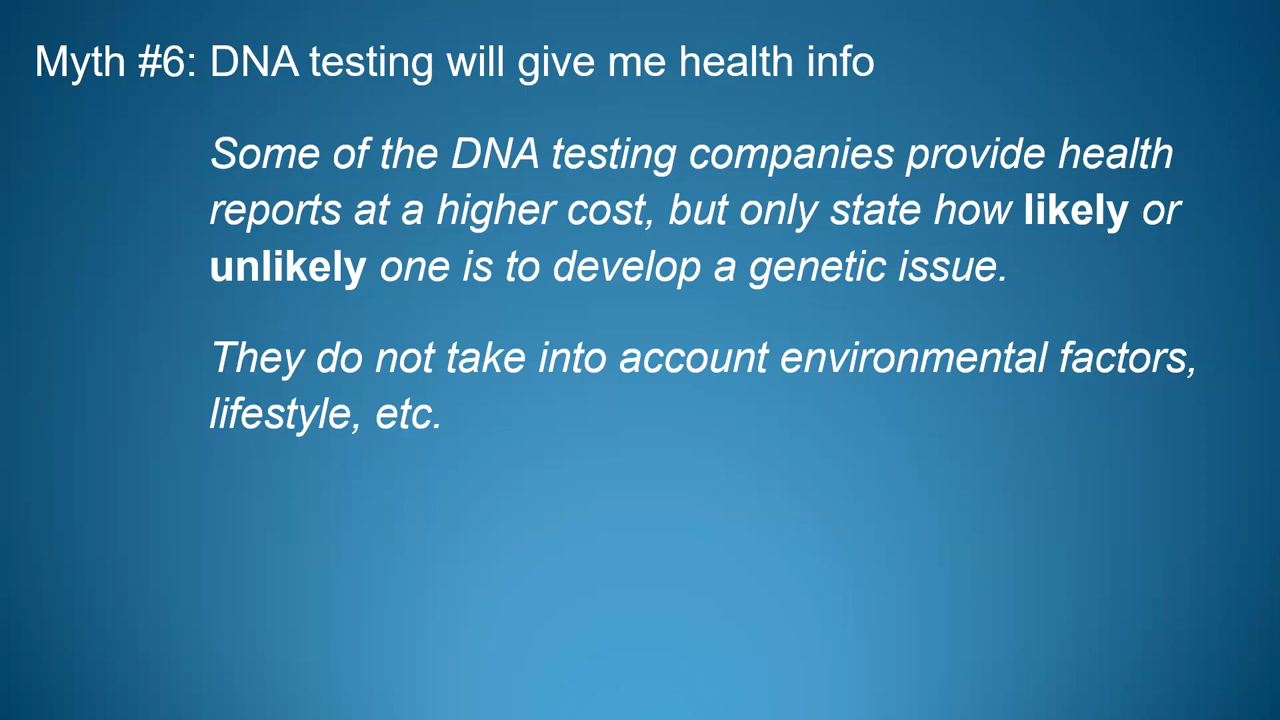 Myth #6: DNA testing will give me health info
Some of the DNA testing companies provide health
reports at a higher cost, but only state how likely or
unlikely one is to develop a genetic issue.
They do not take into account environmental factors,
lifestyle, etc.